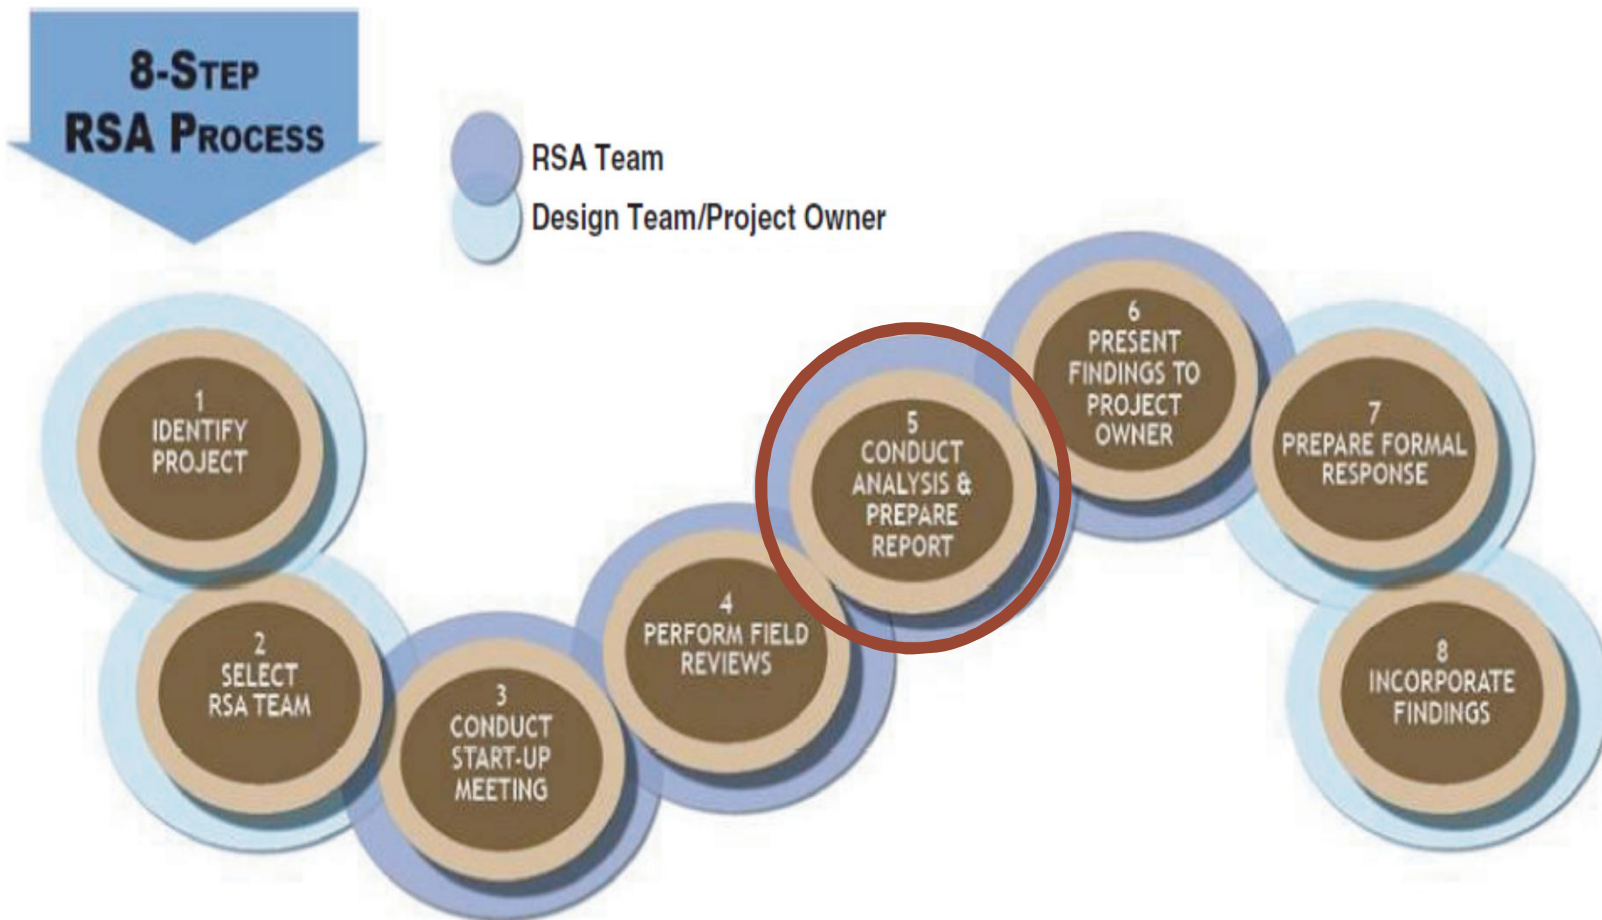 8-STEP
RSA PROCESS
RSA Team
Design Team/Project Owner
1
IDENTIFY
PROJECT
2
SELECT
RSA TEAM
3
CONDUCT
START-UP
MEETING
4
PERFORM FIELD
REVIEWS
5
CONDUCT
ANALYSIS &
PREPARE
REPORT
6
PRESENT
FINDINGS TO
PROJECT
OWNER
7
PREPARE FORMAL
RESPONSE
8
INCORPORATE
FINDINGS